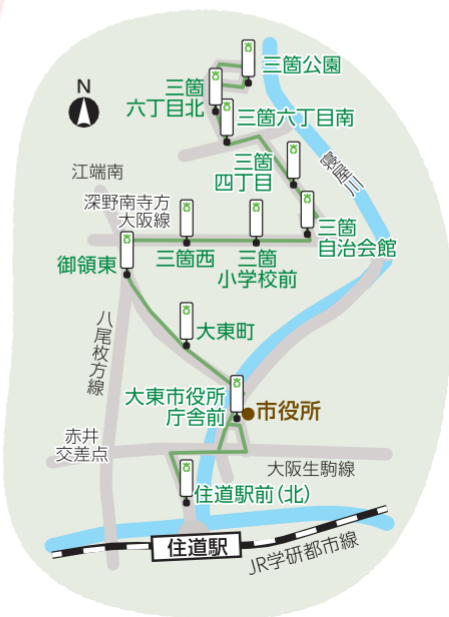 N
三箇公園
三箇
六丁目北
三箇六丁目南
三箇
四丁目
寝屋川
江端南
深野南寺方
大阪線
三箇
自治会館
御領東
三箇西
三箇
小学校前
八尾枚方線
大東町
大東市役所
庁舎前
市役所
赤井
交差点
大阪生駒線
住道駅前(北)
住道駅
JR学研都市線